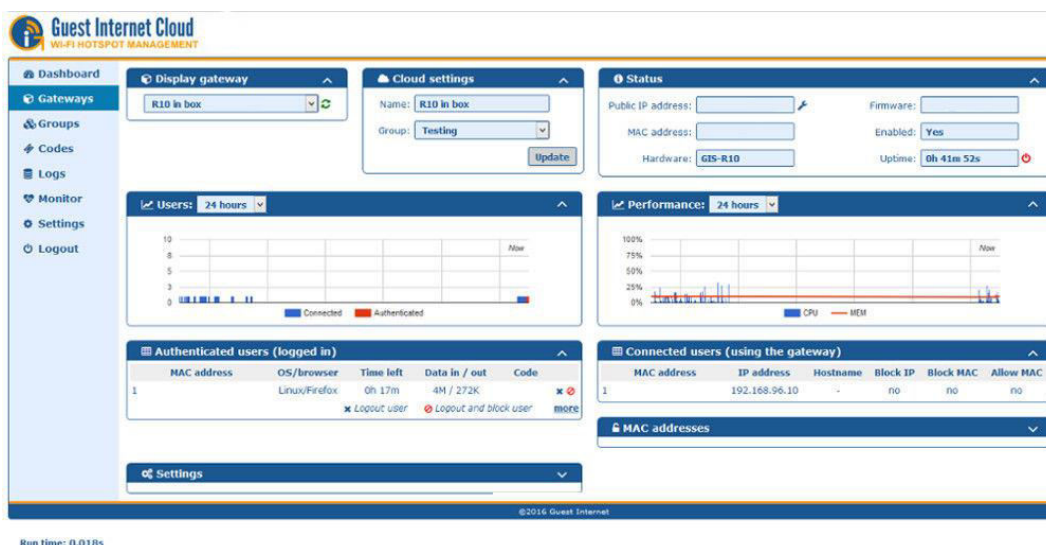 Guest Internet Cloud
WI-FI HOTSPOT MANAGEMENT
Dashboard
Gateways
Groups
Codes
Logs
Monitor
Settings
Logout
Display gateway
R10 in box
Cloud settings
Name: R10 in box
Group: Testing
Update
Status
Public IP address: Firmware:
MAC address: Enabled: Yes
Hardware: GIS-R10 Uptime: 0h 41m 52s
Users: 24 hours
10
8
5
3
0
Now
Connected Authenticated
Performance: 24 hours
100%
75%
50%
25%
0%
Now
CPU MEM
Authenticated users (logged in)
MAC address OS/browser Time left Data in / out Code
1 Linux/Firefox 0h 17m 4M / 272K
Logout user Logout and block user more
Connected users (using the gateway)
MAC address IP address Hostname Block IP Block MAC Allow MAC
1 192.168.96.10 - no no no
MAC addresses
Settings
©2016 Guest Internet
Run time: 0.018s